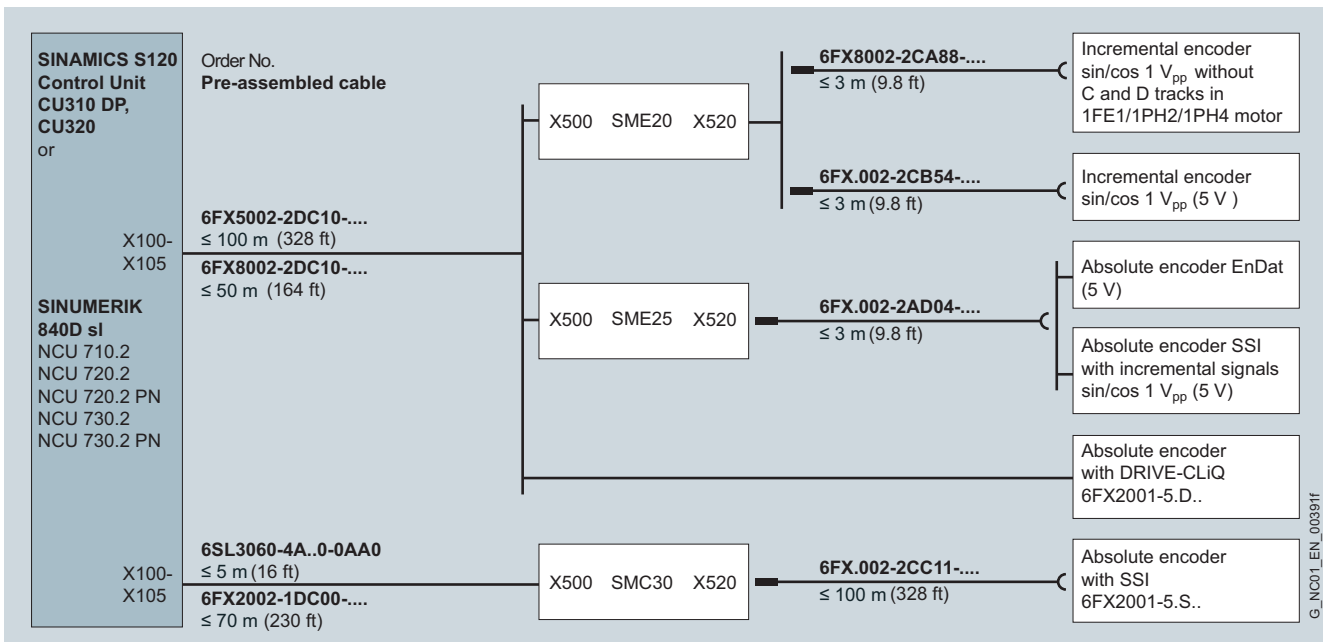 SINAMICS S120
Control Unit
CU310 DP,
CU320
or
X100-
X105
SINUMERIK
840D sl
NCU 710.2
NCU 720.2
NCU 720.2 PN
NCU 730.2
NCU 730.2 PN
X100-
X105
Order No.
Pre-assembled cable
6FX5002-2DC10-....
≤ 100 m (328 ft)
6FX8002-2DC10-....
≤ 50 m (164 ft)
6SL3060-4A..0-0AA0
≤ 5 m (16 ft)
6FX2002-1DC00-....
≤ 70 m (230 ft)
X500 SME20 X520
6FX8002-2CA88-....
≤ 3 m (9.8 ft)
Incremental encoder
sin/cos 1 Vpp without
C and D tracks in
1FE1/1PH2/1PH4 motor
6FX.002-2CB54-....
≤ 3 m (9.8 ft)
Incremental encoder
sin/cos 1 Vpp (5 V )
X500 SME25 X520
6FX.002-2AD04-....
≤ 3 m (9.8 ft)
Absolute encoder EnDat
(5 V)
Absolute encoder SSI
with incremental signals
sin/cos 1 Vpp (5 V)
Absolute encoder
with DRIVE-CLiQ
6FX2001-5.D..
X500 SMC30 X520
6FX.002-2CC11-....
≤ 100 m (328 ft)
Absolute encoder
with SSI
6FX2001-5.S..
G_NC01_EN_00391f